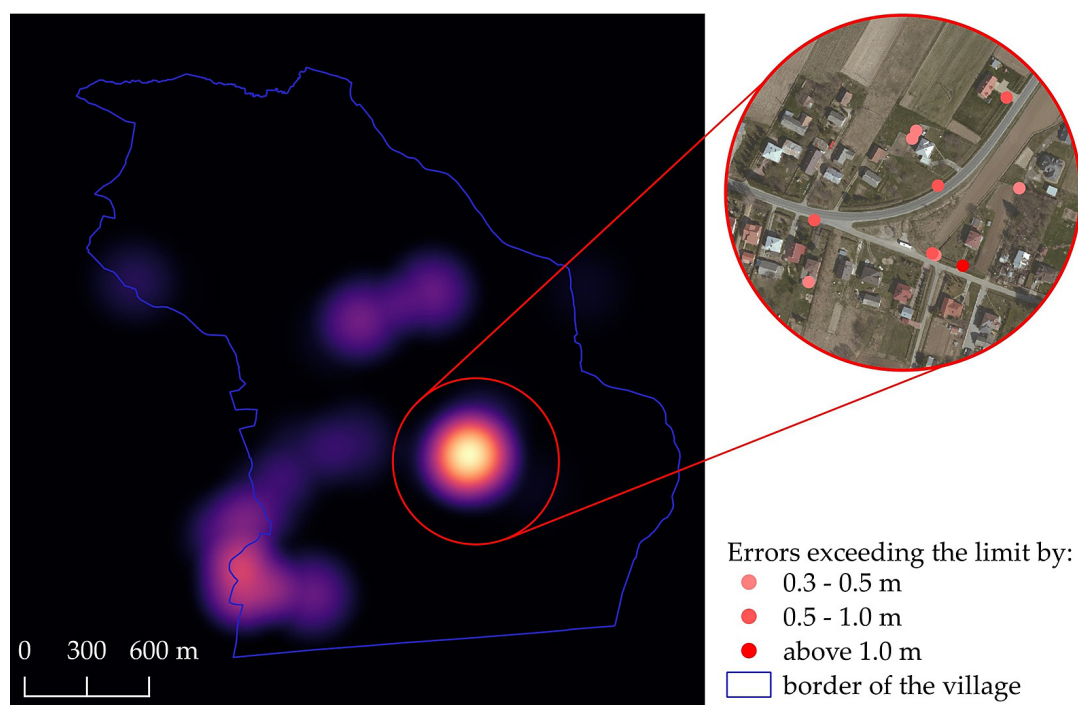 Errors exceeding the limit by:
0.3 - 0.5 m
0.5 - 1.0 m
above 1.0 m
border of the village
0 300 600 m